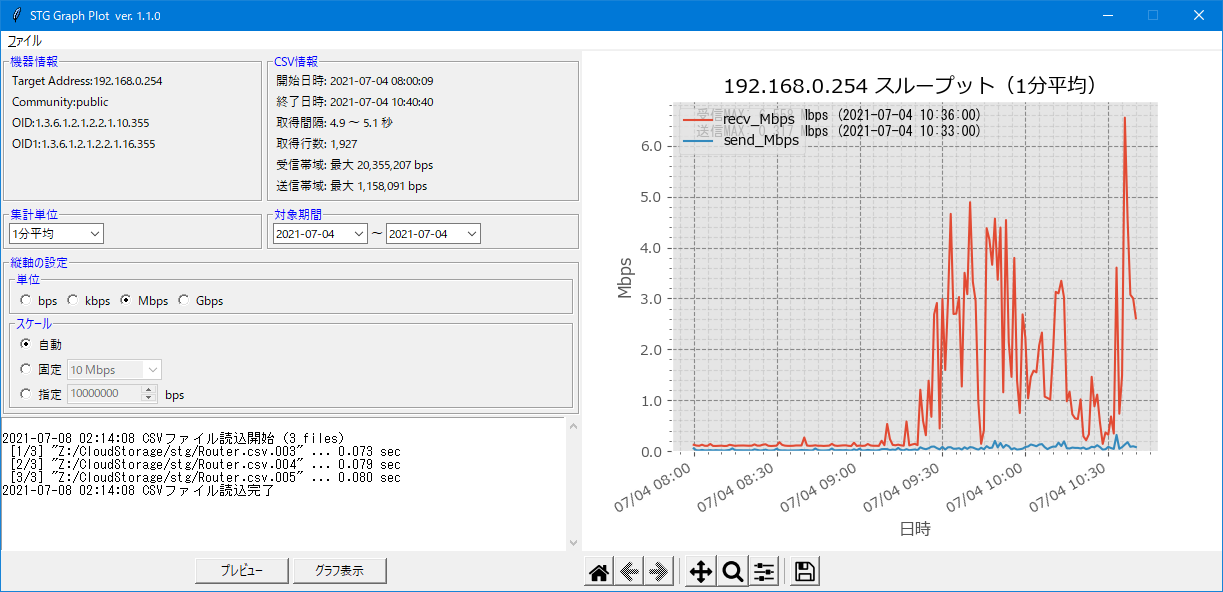 STG Graph Plot ver. 1.1.0
ファイル
機器情報
Target Address:192.168.0.254
Community:public
OID:1.3.6.1.2.1.2.2.1.10.355
OID1:1.3.6.1.2.1.2.2.1.16.355
CSV情報
開始日時: 2021-07-04 08:00:09
終了日時: 2021-07-04 10:40:40
取得間隔: 4.9 ～ 5.1 秒
取得行数: 1,927
受信帯域: 最大 20,355,207 bps
送信帯域: 最大 1,158,091 bps
集計単位
1分平均
対象期間
2021-07-04 ～ 2021-07-04
縦軸の設定
単位
bps kbps Mbps Gbps
スケール
自動
固定 10 Mbps
指定 10000000 bps
2021-07-08 02:14:08 CSVファイル読込開始 (3 files)
[1/3] "Z:/CloudStorage/stg/Router.csv.003" ... 0.073 sec
[2/3] "Z:/CloudStorage/stg/Router.csv.004" ... 0.079 sec
[3/3] "Z:/CloudStorage/stg/Router.csv.005" ... 0.080 sec
2021-07-08 02:14:08 CSVファイル読込完了
プレビュー グラフ表示
192.168.0.254 スループット（1分平均）
受信MAX Mbps (2021-07-04 10:36:00)
recv_Mbps
送信MAX Mbps (2021-07-04 10:33:00)
send_Mbps
Mbps
6.0
5.0
4.0
3.0
2.0
1.0
0.0
07/04 08:00
07/04 08:30
07/04 09:00
07/04 09:30
07/04 10:00
07/04 10:30
日時